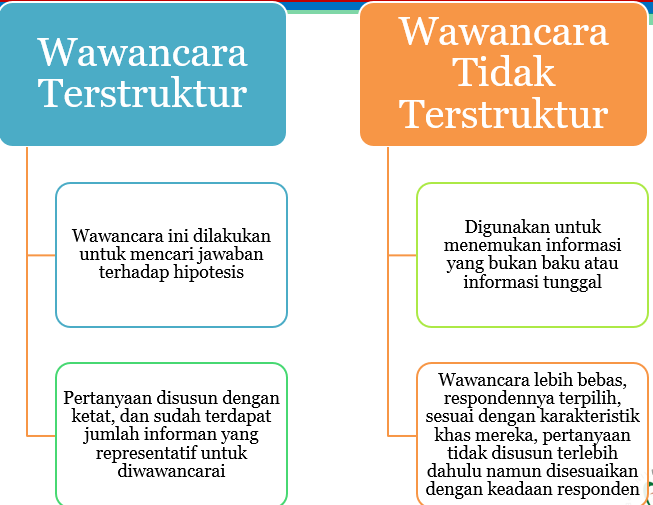 Wawancara
Terstruktur
Wawancara ini dilakukan
untuk mencari jawaban
terhadap hipotesis
Pertanyaan disusun dengan
ketat, dan sudah terdapat
jumlah informan yang
representatif untuk
diwawancarai
Wawancara
Tidak
Terstruktur
Digunakan untuk
menemukan informasi
yang bukan baku atau
informasi tunggal
Wawancara lebih bebas,
respondennya terpilih,
sesuai dengan karakteristik
khas mereka, pertanyaan
tidak disusun terlebih
dahulu namun disesuaikan
dengan keadaan responden